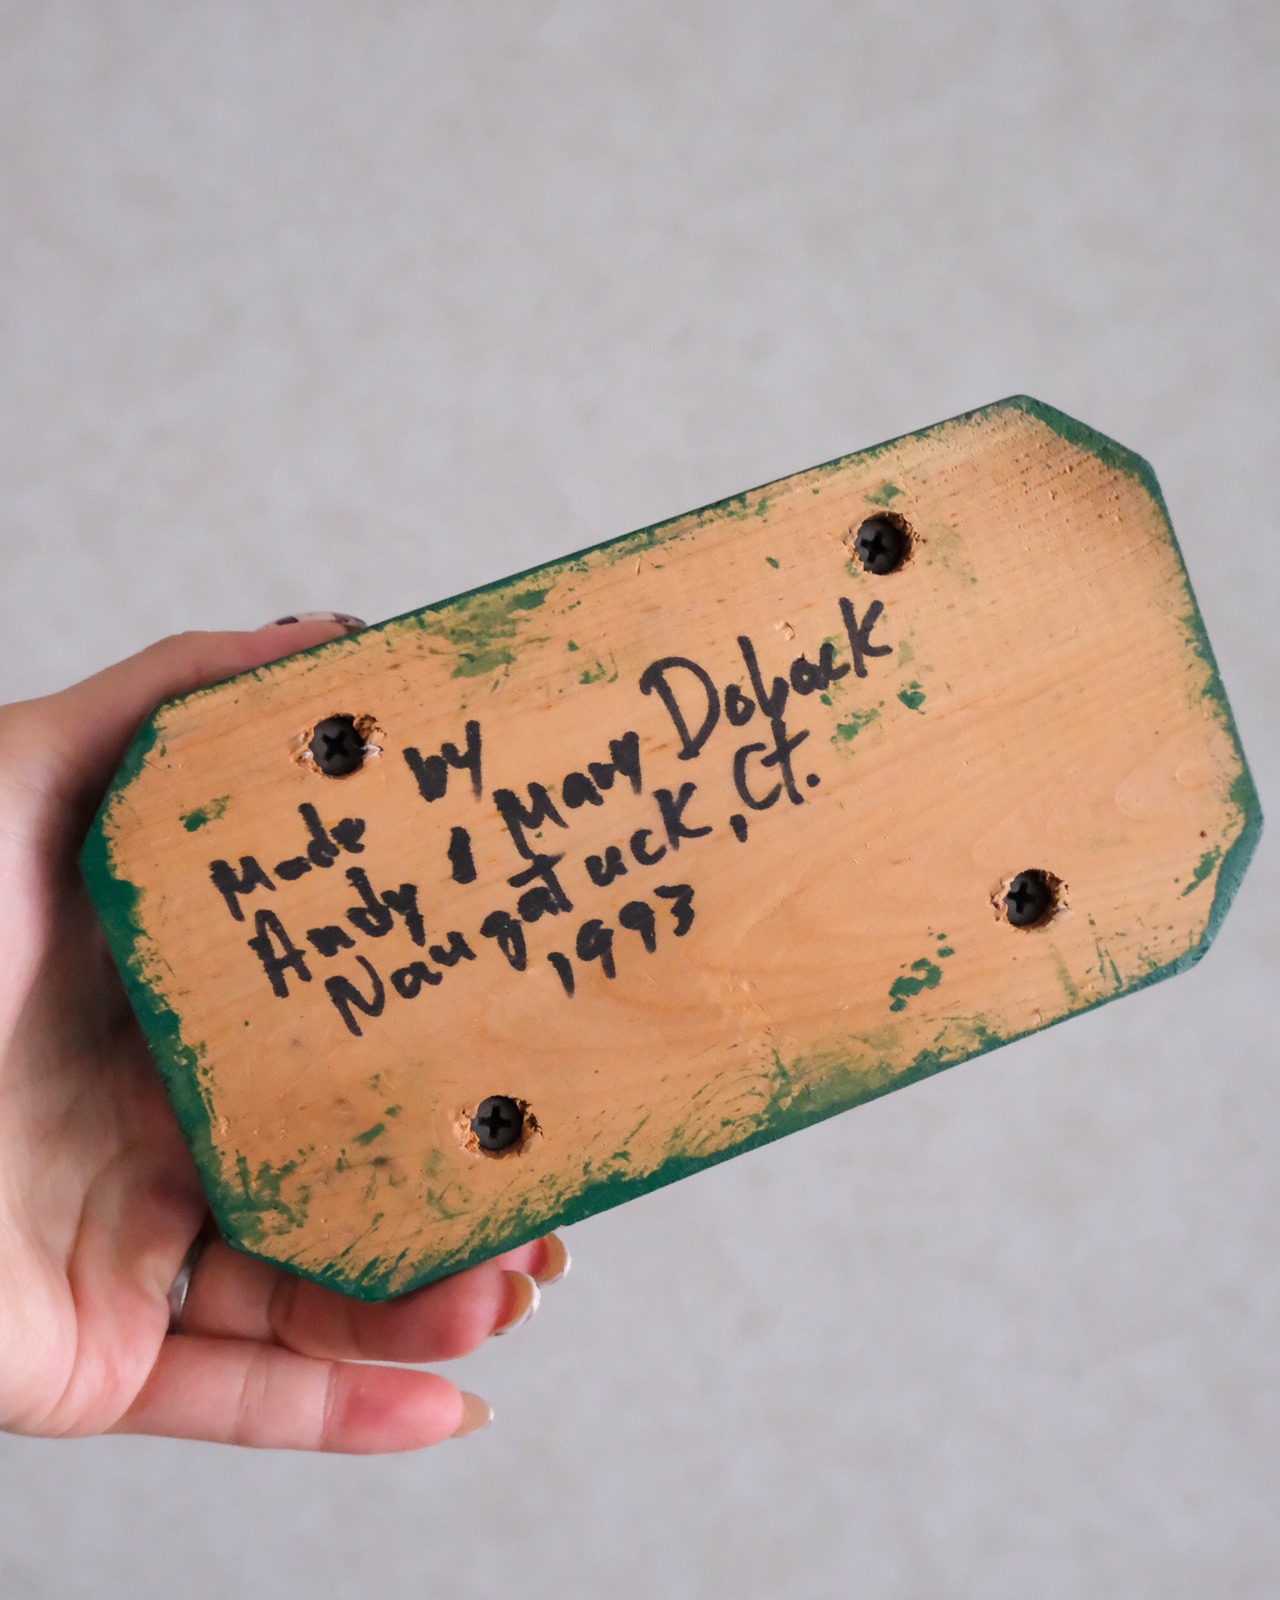 Made by
Andy & Mary Doback
Naugatuck, Ct.
1993